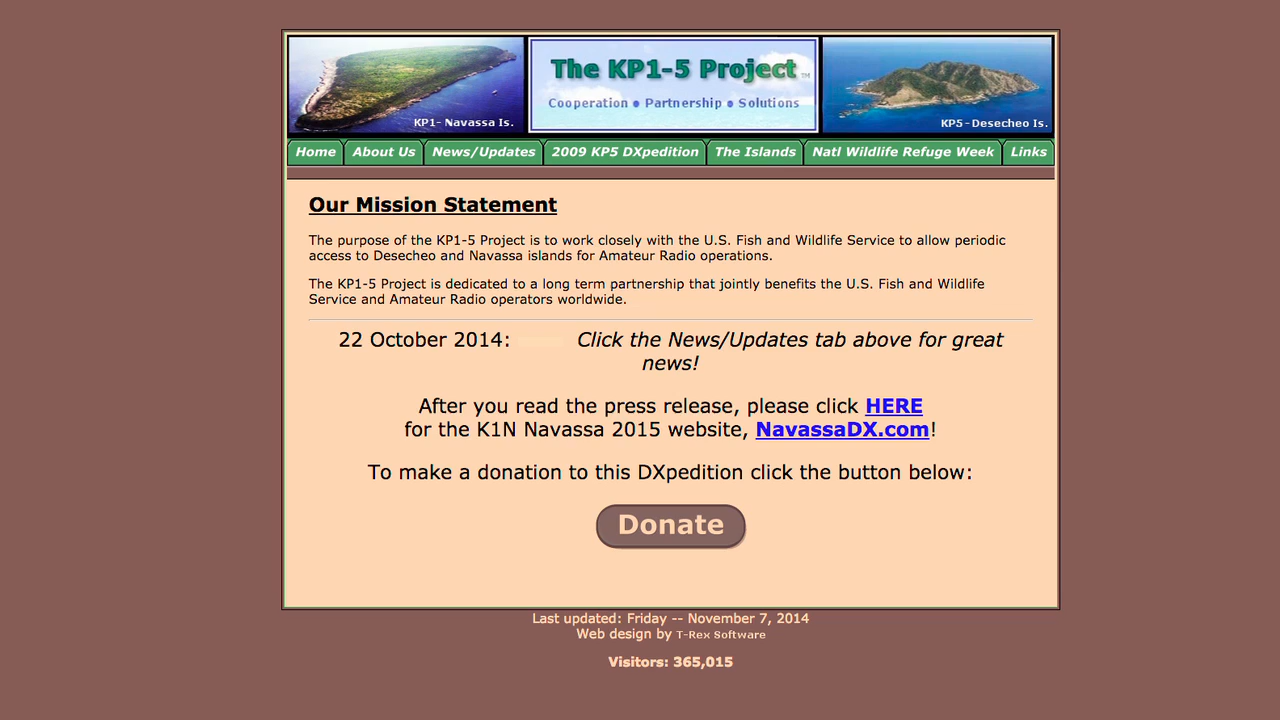 The KP1-5 Project TM
Cooperation ● Partnership ● Solutions
KP1- Navassa Is.
KP5 - Desecheo Is.
Home About Us News/Updates 2009 KP5 DXpedition The Islands Natl Wildlife Refuge Week Links
Our Mission Statement
The purpose of the KP1-5 Project is to work closely with the U.S. Fish and Wildlife Service to allow periodic
access to Desecheo and Navassa islands for Amateur Radio operations.
The KP1-5 Project is dedicated to a long term partnership that jointly benefits the U.S. Fish and Wildlife
Service and Amateur Radio operators worldwide.
22 October 2014: Click the News/Updates tab above for great
news!
After you read the press release, please click HERE
for the K1N Navassa 2015 website, NavassaDX.com!
To make a donation to this DXpedition click the button below:
Donate
Last updated: Friday -- November 7, 2014
Web design by T-Rex Software
Visitors: 365,015